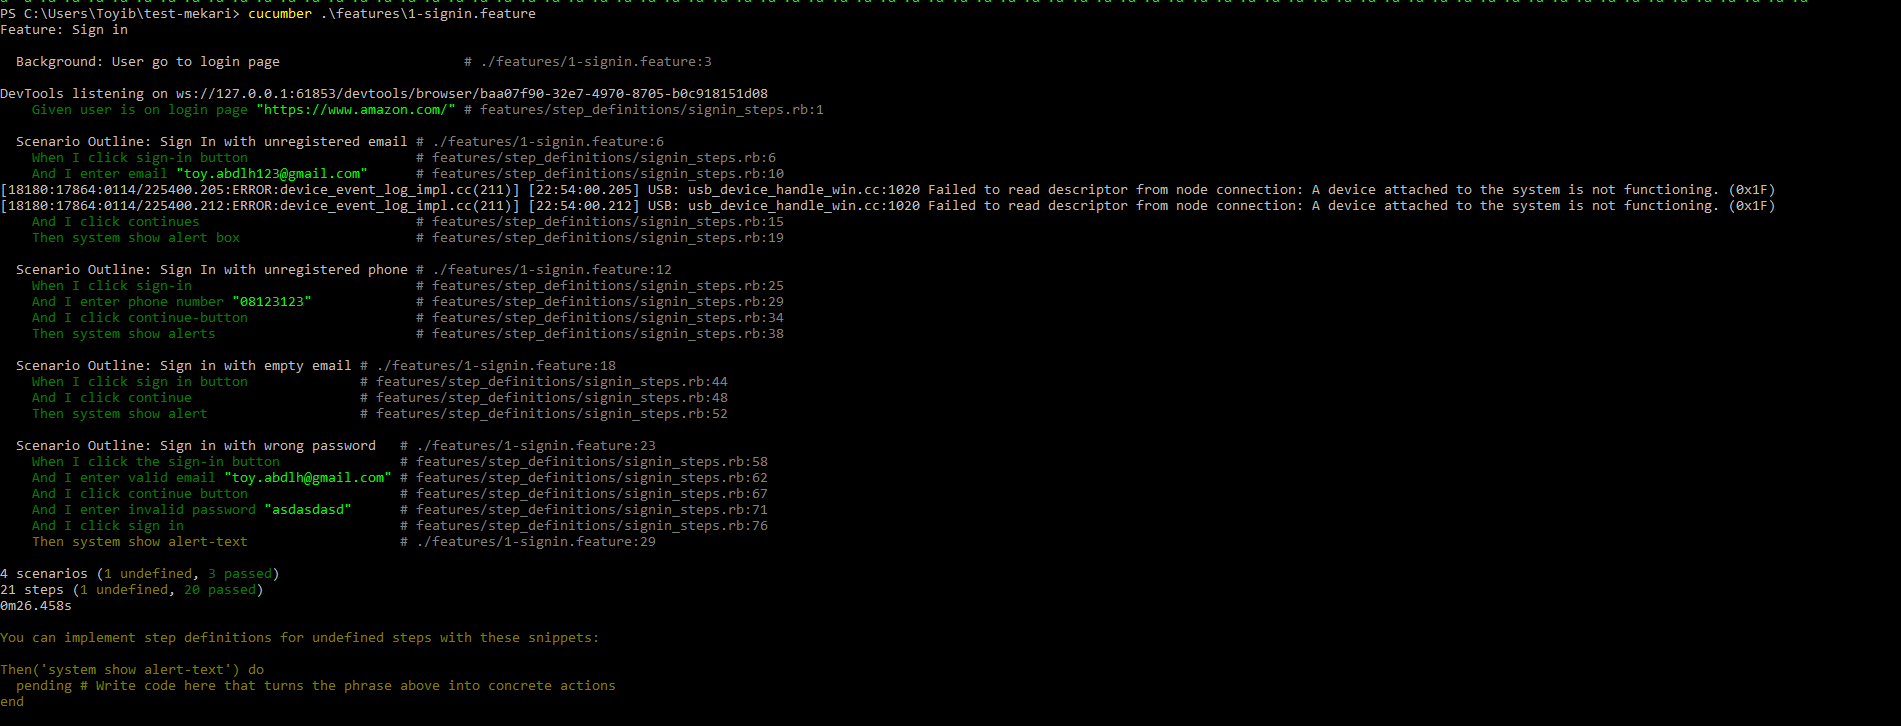 PS C:\Users\Toyib\test-mekari> cucumber .\features\1-signin.feature
Feature: Sign in
Background: User go to login page # ./features/1-signin.feature:3
DevTools listening on ws://127.0.0.1:61853/devtools/browser/baa07f90-32e7-4970-8705-b0c918151d08
Given user is on login page "https://www.amazon.com/" # features/step_definitions/signin_steps.rb:1
Scenario Outline: Sign In with unregistered email # ./features/1-signin.feature:6
When I click sign-in button # features/step_definitions/signin_steps.rb:6
And I enter email "toy.abdlh123@gmail.com" # features/step_definitions/signin_steps.rb:10
[18180:17864:0114/225400.205:ERROR:device_event_log_impl.cc(211)] [22:54:00.205] USB: usb_device_handle_win.cc:1020 Failed to read descriptor from node connection: A device attached to the system is not functioning. (0x1F)
[18180:17864:0114/225400.212:ERROR:device_event_log_impl.cc(211)] [22:54:00.212] USB: usb_device_handle_win.cc:1020 Failed to read descriptor from node connection: A device attached to the system is not functioning. (0x1F)
And I click continues # features/step_definitions/signin_steps.rb:15
Then system show alert box # features/step_definitions/signin_steps.rb:19
Scenario Outline: Sign In with unregistered phone # ./features/1-signin.feature:12
When I click sign-in # features/step_definitions/signin_steps.rb:25
And I enter phone number "08123123" # features/step_definitions/signin_steps.rb:29
And I click continue-button # features/step_definitions/signin_steps.rb:34
Then system show alerts # features/step_definitions/signin_steps.rb:38
Scenario Outline: Sign in with empty email # ./features/1-signin.feature:18
When I click sign in button # features/step_definitions/signin_steps.rb:44
And I click continue # features/step_definitions/signin_steps.rb:48
Then system show alert # features/step_definitions/signin_steps.rb:52
Scenario Outline: Sign in with wrong password # ./features/1-signin.feature:23
When I click the sign-in button # features/step_definitions/signin_steps.rb:58
And I enter valid email "toy.abdlh@gmail.com" # features/step_definitions/signin_steps.rb:62
And I click continue button # features/step_definitions/signin_steps.rb:67
And I enter invalid password "asdasdasd" # features/step_definitions/signin_steps.rb:71
And I click sign in # features/step_definitions/signin_steps.rb:76
Then system show alert-text # ./features/1-signin.feature:29
4 scenarios (1 undefined, 3 passed)
21 steps (1 undefined, 20 passed)
0m26.458s
You can implement step definitions for undefined steps with these snippets:
Then('system show alert-text') do
pending # Write code here that turns the phrase above into concrete actions
end